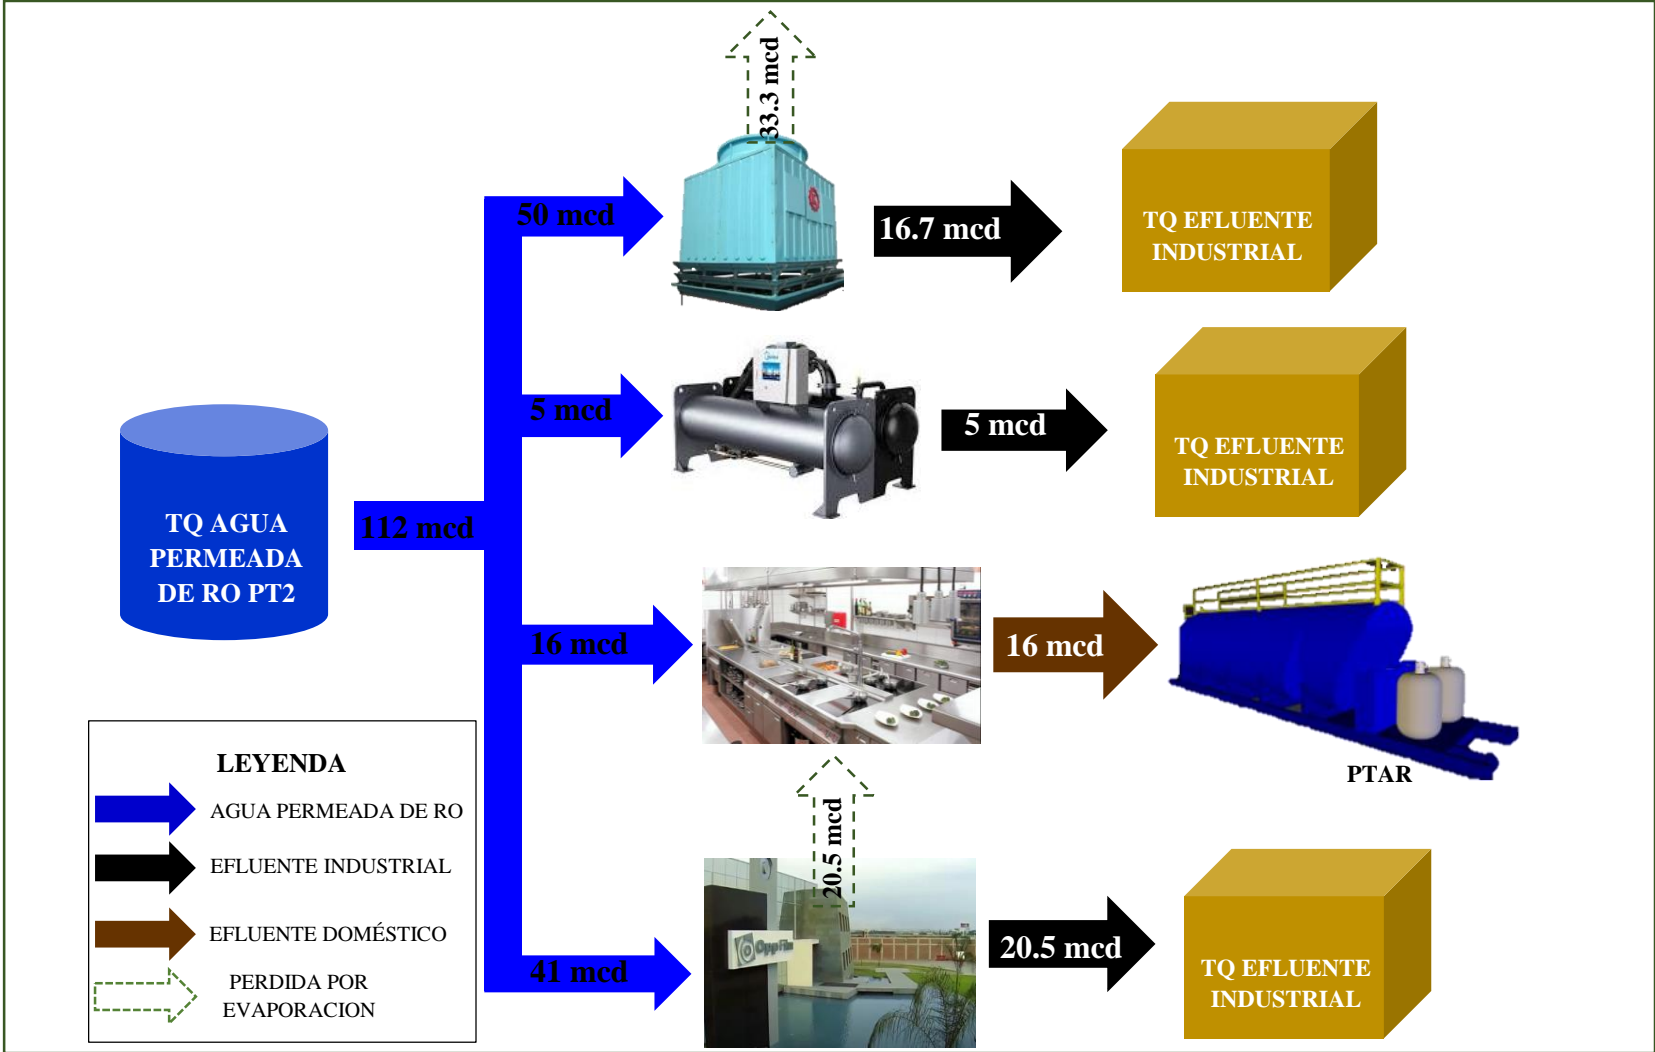 33.3 mcd
50 mcd
16.7 mcd
TQ EFLUENTE
INDUSTRIAL
5 mcd
5 mcd
TQ EFLUENTE
INDUSTRIAL
TQ AGUA
PERMEADA
DE RO PT2
112 mcd
16 mcd
16 mcd
PTAR
20.5 mcd
OppFilm
41 mcd
20.5 mcd
TQ EFLUENTE
INDUSTRIAL
LEYENDA
AGUA PERMEADA DE RO
EFLUENTE INDUSTRIAL
EFLUENTE DOMÉSTICO
PERDIDA POR
EVAPORACION